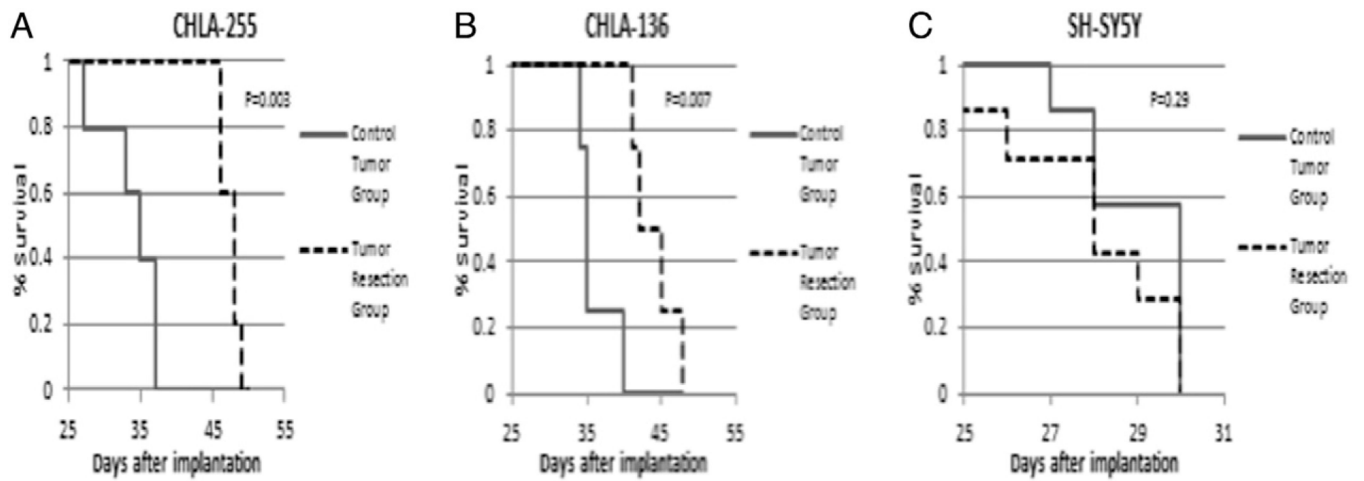 A
CHLA-255
1
0.8
0.6
0.4
0.2
0
% Survival
P=0.003
25 35 45 55
Days after implantation
Control
Tumor
Group
Tumor
Resection
Group
B
CHLA-136
1
0.8
0.6
0.4
0.2
0
% Survival
P=0.007
25 35 45 55
Days after implantation
Control
Tumor
Group
Tumor
Resection
Group
C
SH-SY5Y
1
0.8
0.6
0.4
0.2
0
% Survival
P=0.29
25 27 29 31
Days after implantation
Control
Tumor
Group
Tumor
Resection
Group